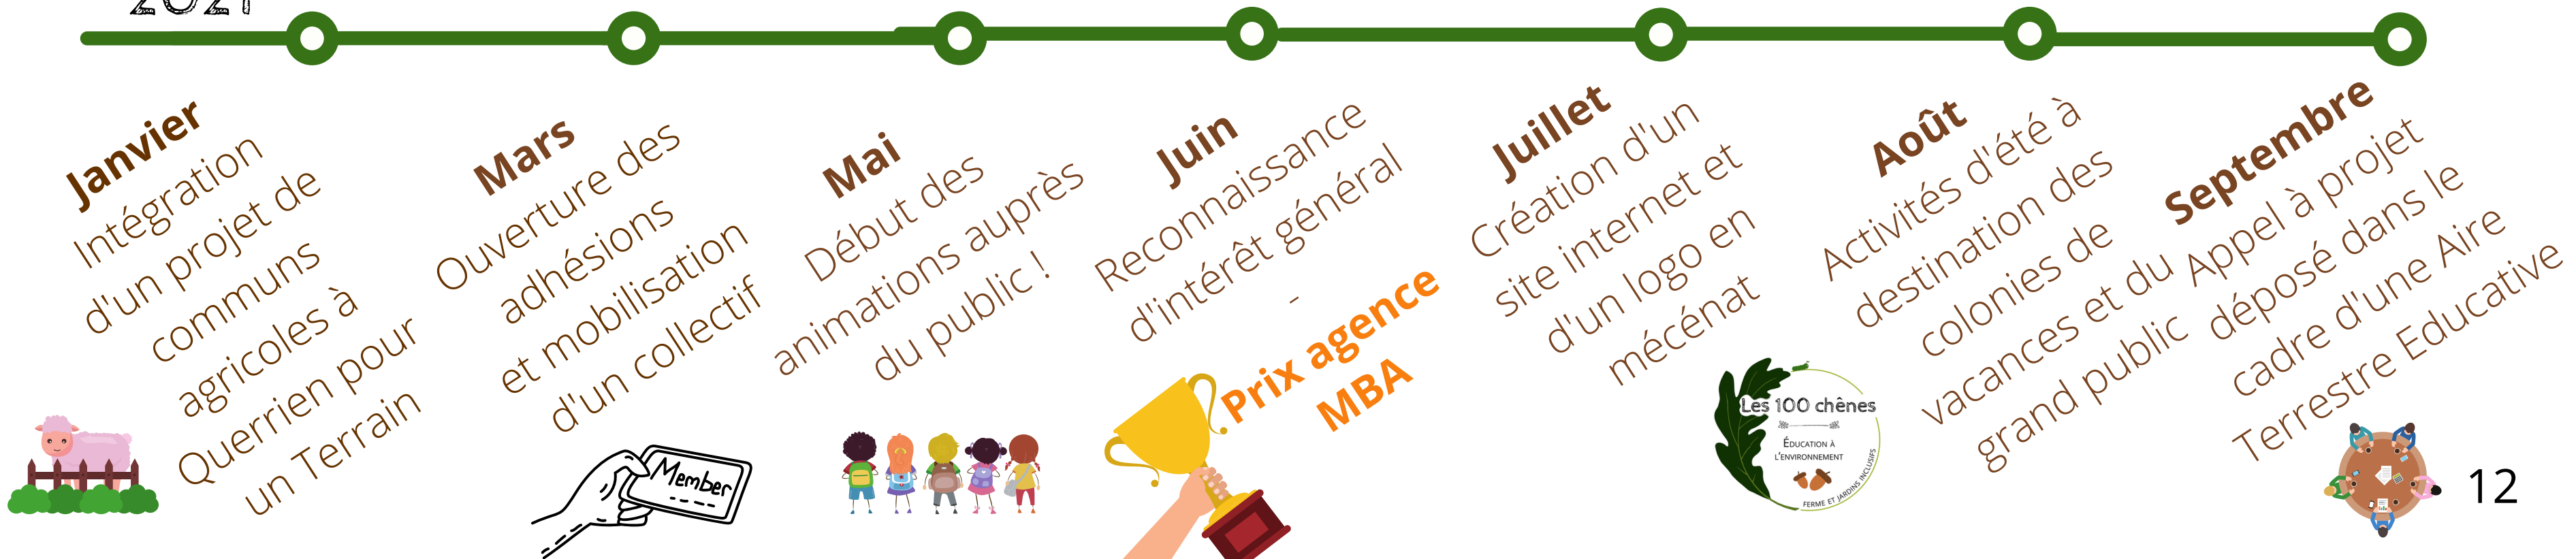 2021
Janvier
Intégration
d'un projet de
communs
agricoles à
Querrien pour
un Terrain
Mars
Ouverture des
adhésions
et mobilisation
d'un collectif
Member
Mai
Début des
animations auprès
du public !
Juin
Reconnaissance
d'intérêt général
-
Prix agence
MBA
Juillet
Création d'un
site internet et
d'un logo en
mécénat
Les 100 chênes
ÉDUCATION À
L'ENVIRONNEMENT
FERME ET JARDINS INCLUSIFS
Août
Activités d'été à
destination des
colonies de
vacances et du
grand public
Septembre
Appel à projet
déposé dans le
cadre d'une Aire
Terrestre Educative
12